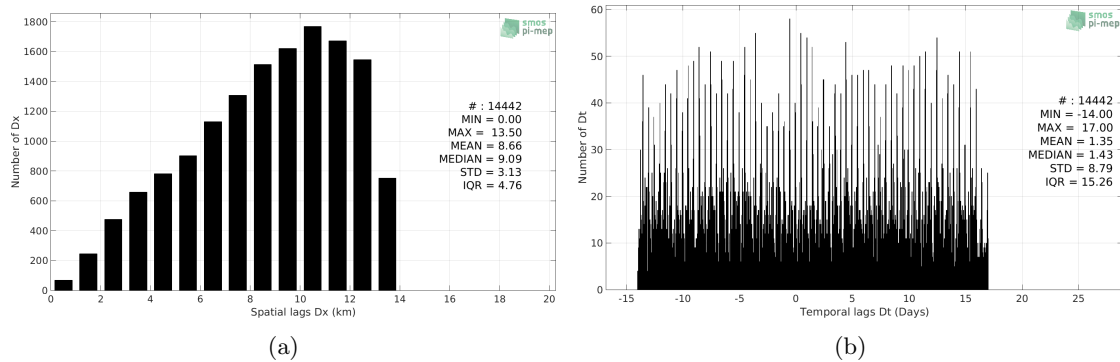 1800
1600
1400
1200
1000
800
600
400
200
0
Number of Dx
smos
pi-mep
# : 14442
MIN = 0.00
MAX = 13.50
MEAN = 8.66
MEDIAN = 9.09
STD = 3.13
IQR = 4.76
0 2 4 6 8 10 12 14 16 18 20
Spatial lags Dx (km)
(a)
60
50
40
30
20
10
0
Number of Dt
smos
pi-mep
# : 14442
MIN = -14.00
MAX = 17.00
MEAN = 1.35
MEDIAN = 1.43
STD = 8.79
IQR = 15.26
-15 -10 -5 0 5 10 15 20 25
Temporal lags Dt (Days)
(b)